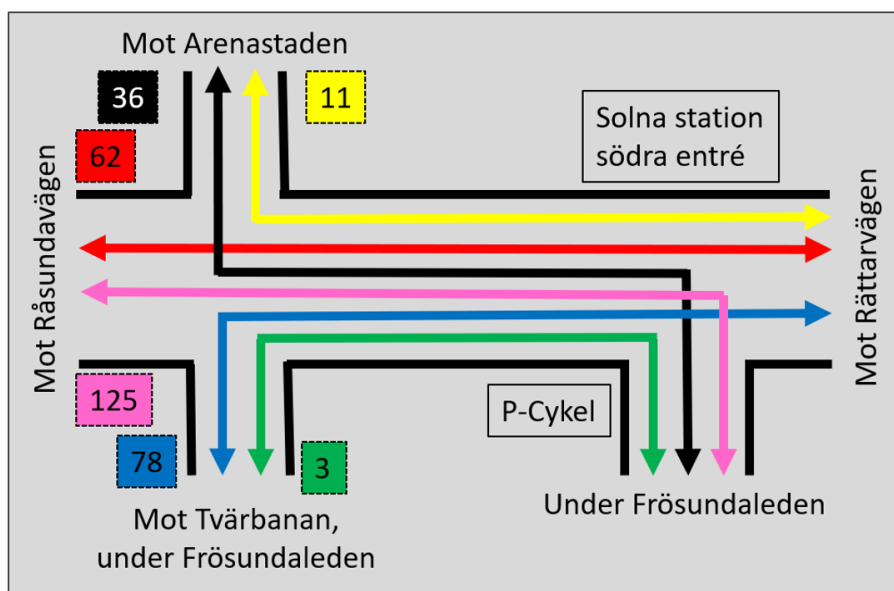 Mot Arenastaden
36
11
62
Solna station
södra entré
Mot Råsundavägen
Mot Rättarvägen
125
P-Cykel
78
3
Mot Tvärbanan,
under Frösundaleden
Under Frösundaleden